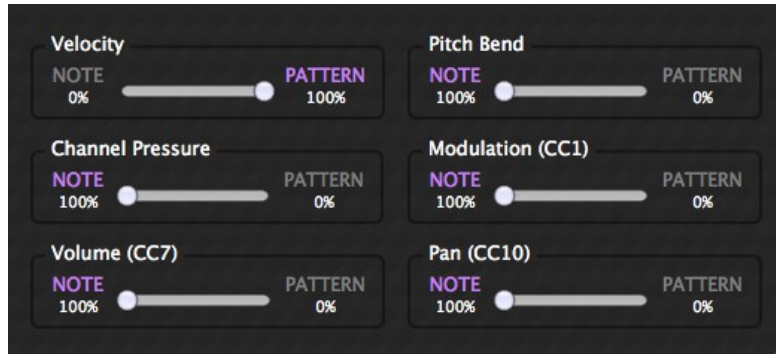 Velocity
NOTE PATTERN
0% 100%
Pitch Bend
NOTE PATTERN
100% 0%
Channel Pressure
NOTE PATTERN
100% 0%
Modulation (CC1)
NOTE PATTERN
100% 0%
Volume (CC7)
NOTE PATTERN
100% 0%
Pan (CC10)
NOTE PATTERN
100% 0%